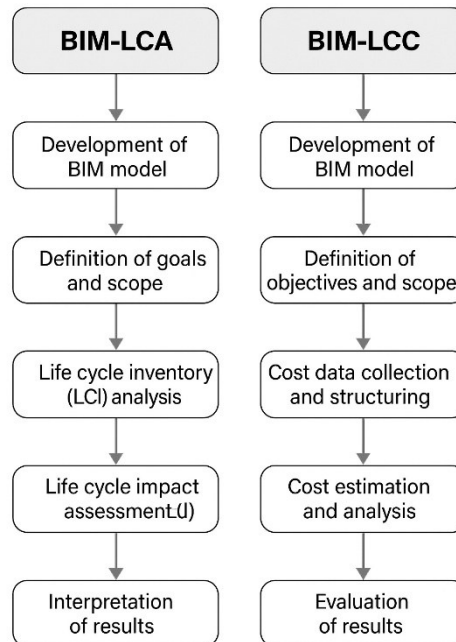 BIM-LCA
Development of
BIM model
Definition of goals
and scope
Life cycle inventory
(LCI) analysis
Life cycle impact
assessment
Interpretation
of results
BIM-LCC
Development of
BIM model
Definition of
objectives and scope
Cost data collection
and structuring
Cost estimation
and analysis
Evaluation
of results